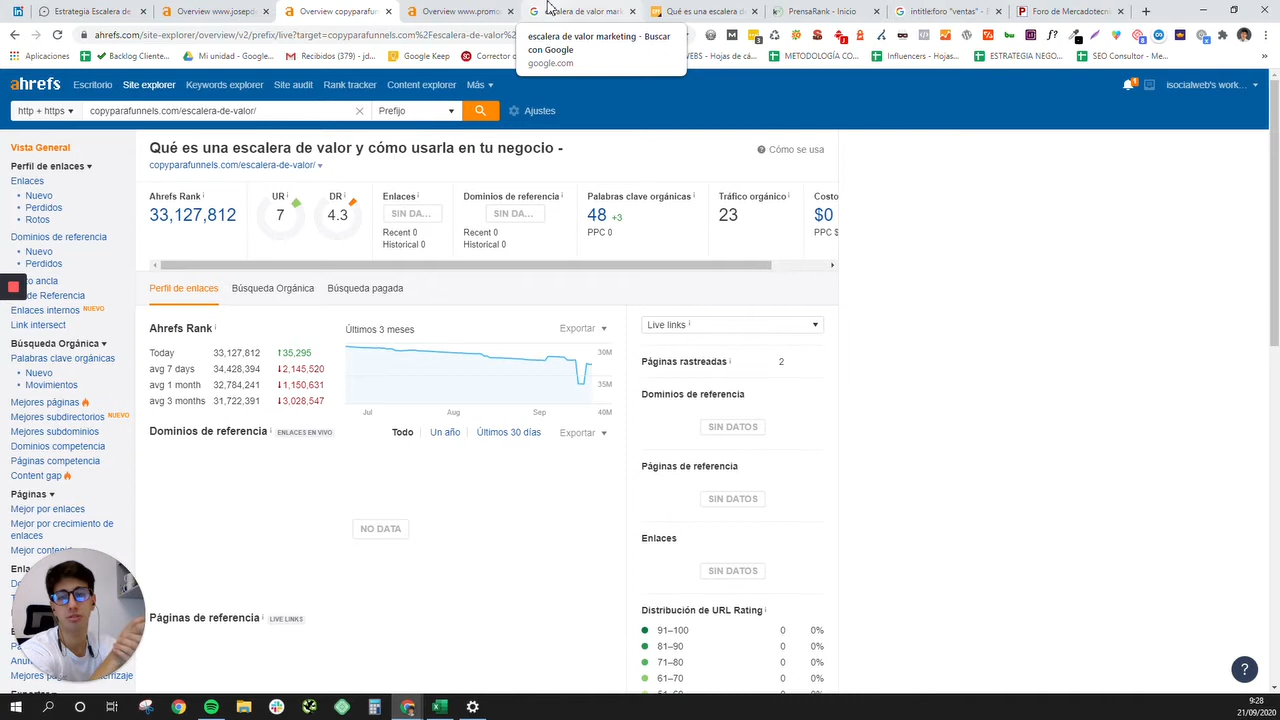 Estrategia Escalera de
Overview www.josepd
Overview copyparafunn
Overview www.promo
escalera de valor mark
Qué es una escalera de
PrensaRank - Inicio
intitle:foro "ventas" -
Foro de Mercadotecni
app.ahrefs.com/site-explorer/overview/v2/prefix/live?target=copyparafunnels.com%2Fescalera-de-valor%2
escalera de valor marketing - Buscar
con Google
google.com
Aplicaciones
Backlog Cliente...
Mi unidad - Google...
Recibidos (59) - jd...
Google Keep
Corrector o
WEBS - Hojas d...
METODOLOGÍA CO...
Influencers - Hojas...
ESTRATEGIA NEGO...
SEO Consultor - Me...
ahrefs
Escritorio
Site explorer
Keywords explorer
Site audit
Rank tracker
Content explorer
Más
isocialweb's work...
http + https
copyparafunnels.com/escalera-de-valor/
Prefijo
Ajustes
Vista General
Perfil de enlaces
Enlaces
Nuevo
Perdidos
Rotos
Dominios de referencia
Nuevo
Perdidos
o ancla
de Referencia
Enlaces internos NUEVO
Link intersect
Búsqueda Orgánica
Palabras clave orgánicas
Nuevo
Movimientos
Mejores páginas
Mejores subdirectorios NUEVO
Mejores subdominios
Dominios competencia
Páginas competencia
Content gap
Páginas
Mejor por enlaces
Mejor por crecimiento de
enlaces
Mejor conteni
Enla
Qué es una escalera de valor y cómo usarla en tu negocio -
copyparafunnels.com/escalera-de-valor/
Cómo se usa
Ahrefs Rank
33,127,812
UR
7
DR
4.3
Enlaces
SIN DA...
Recent 0
Historical 0
Dominios de referencia
SIN DA...
Recent 0
Historical 0
Palabras clave orgánicas
48 +3
PPC 0
Tráfico orgánico
23
Costo
$0
PPC $
Perfil de enlaces
Búsqueda Orgánica
Búsqueda pagada
Ahrefs Rank
Últimos 3 meses
Exportar
Today 33,127,812 ↑35,295
avg 7 days 34,428,394 ↓2,145,520
avg 1 month 32,784,241 ↓1,150,631
avg 3 months 31,722,391 ↓3,028,547
30M
35M
40M
Jul
Aug
Sep
Dominios de referencia ENLACES EN VIVO
Todo
Un año
Últimos 30 días
Exportar
NO DATA
Páginas de referencia LIVE LINKS
Live links
Páginas rastreadas 2
Dominios de referencia
SIN DATOS
Páginas de referencia
SIN DATOS
Enlaces
SIN DATOS
Distribución de URL Rating
91–100 0 0%
81–90 0 0%
71–80 0 0%
61–70 0 0%
?
9:28
21/09/2020